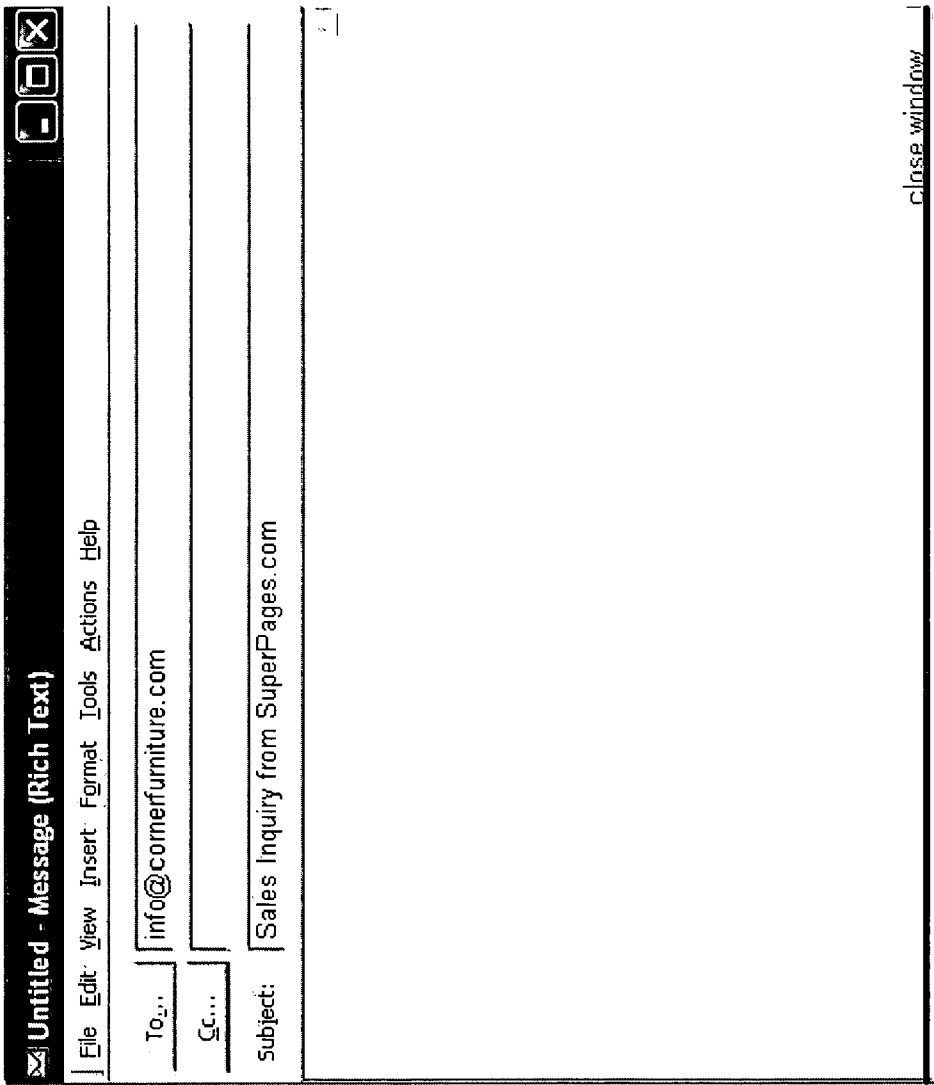 Untitled - Message (Rich Text)
File Edit View Insert Format Tools Actions Help
To... info@cornerfurniture.com
Cc...
Subject: Sales Inquiry from SuperPages.com
close window